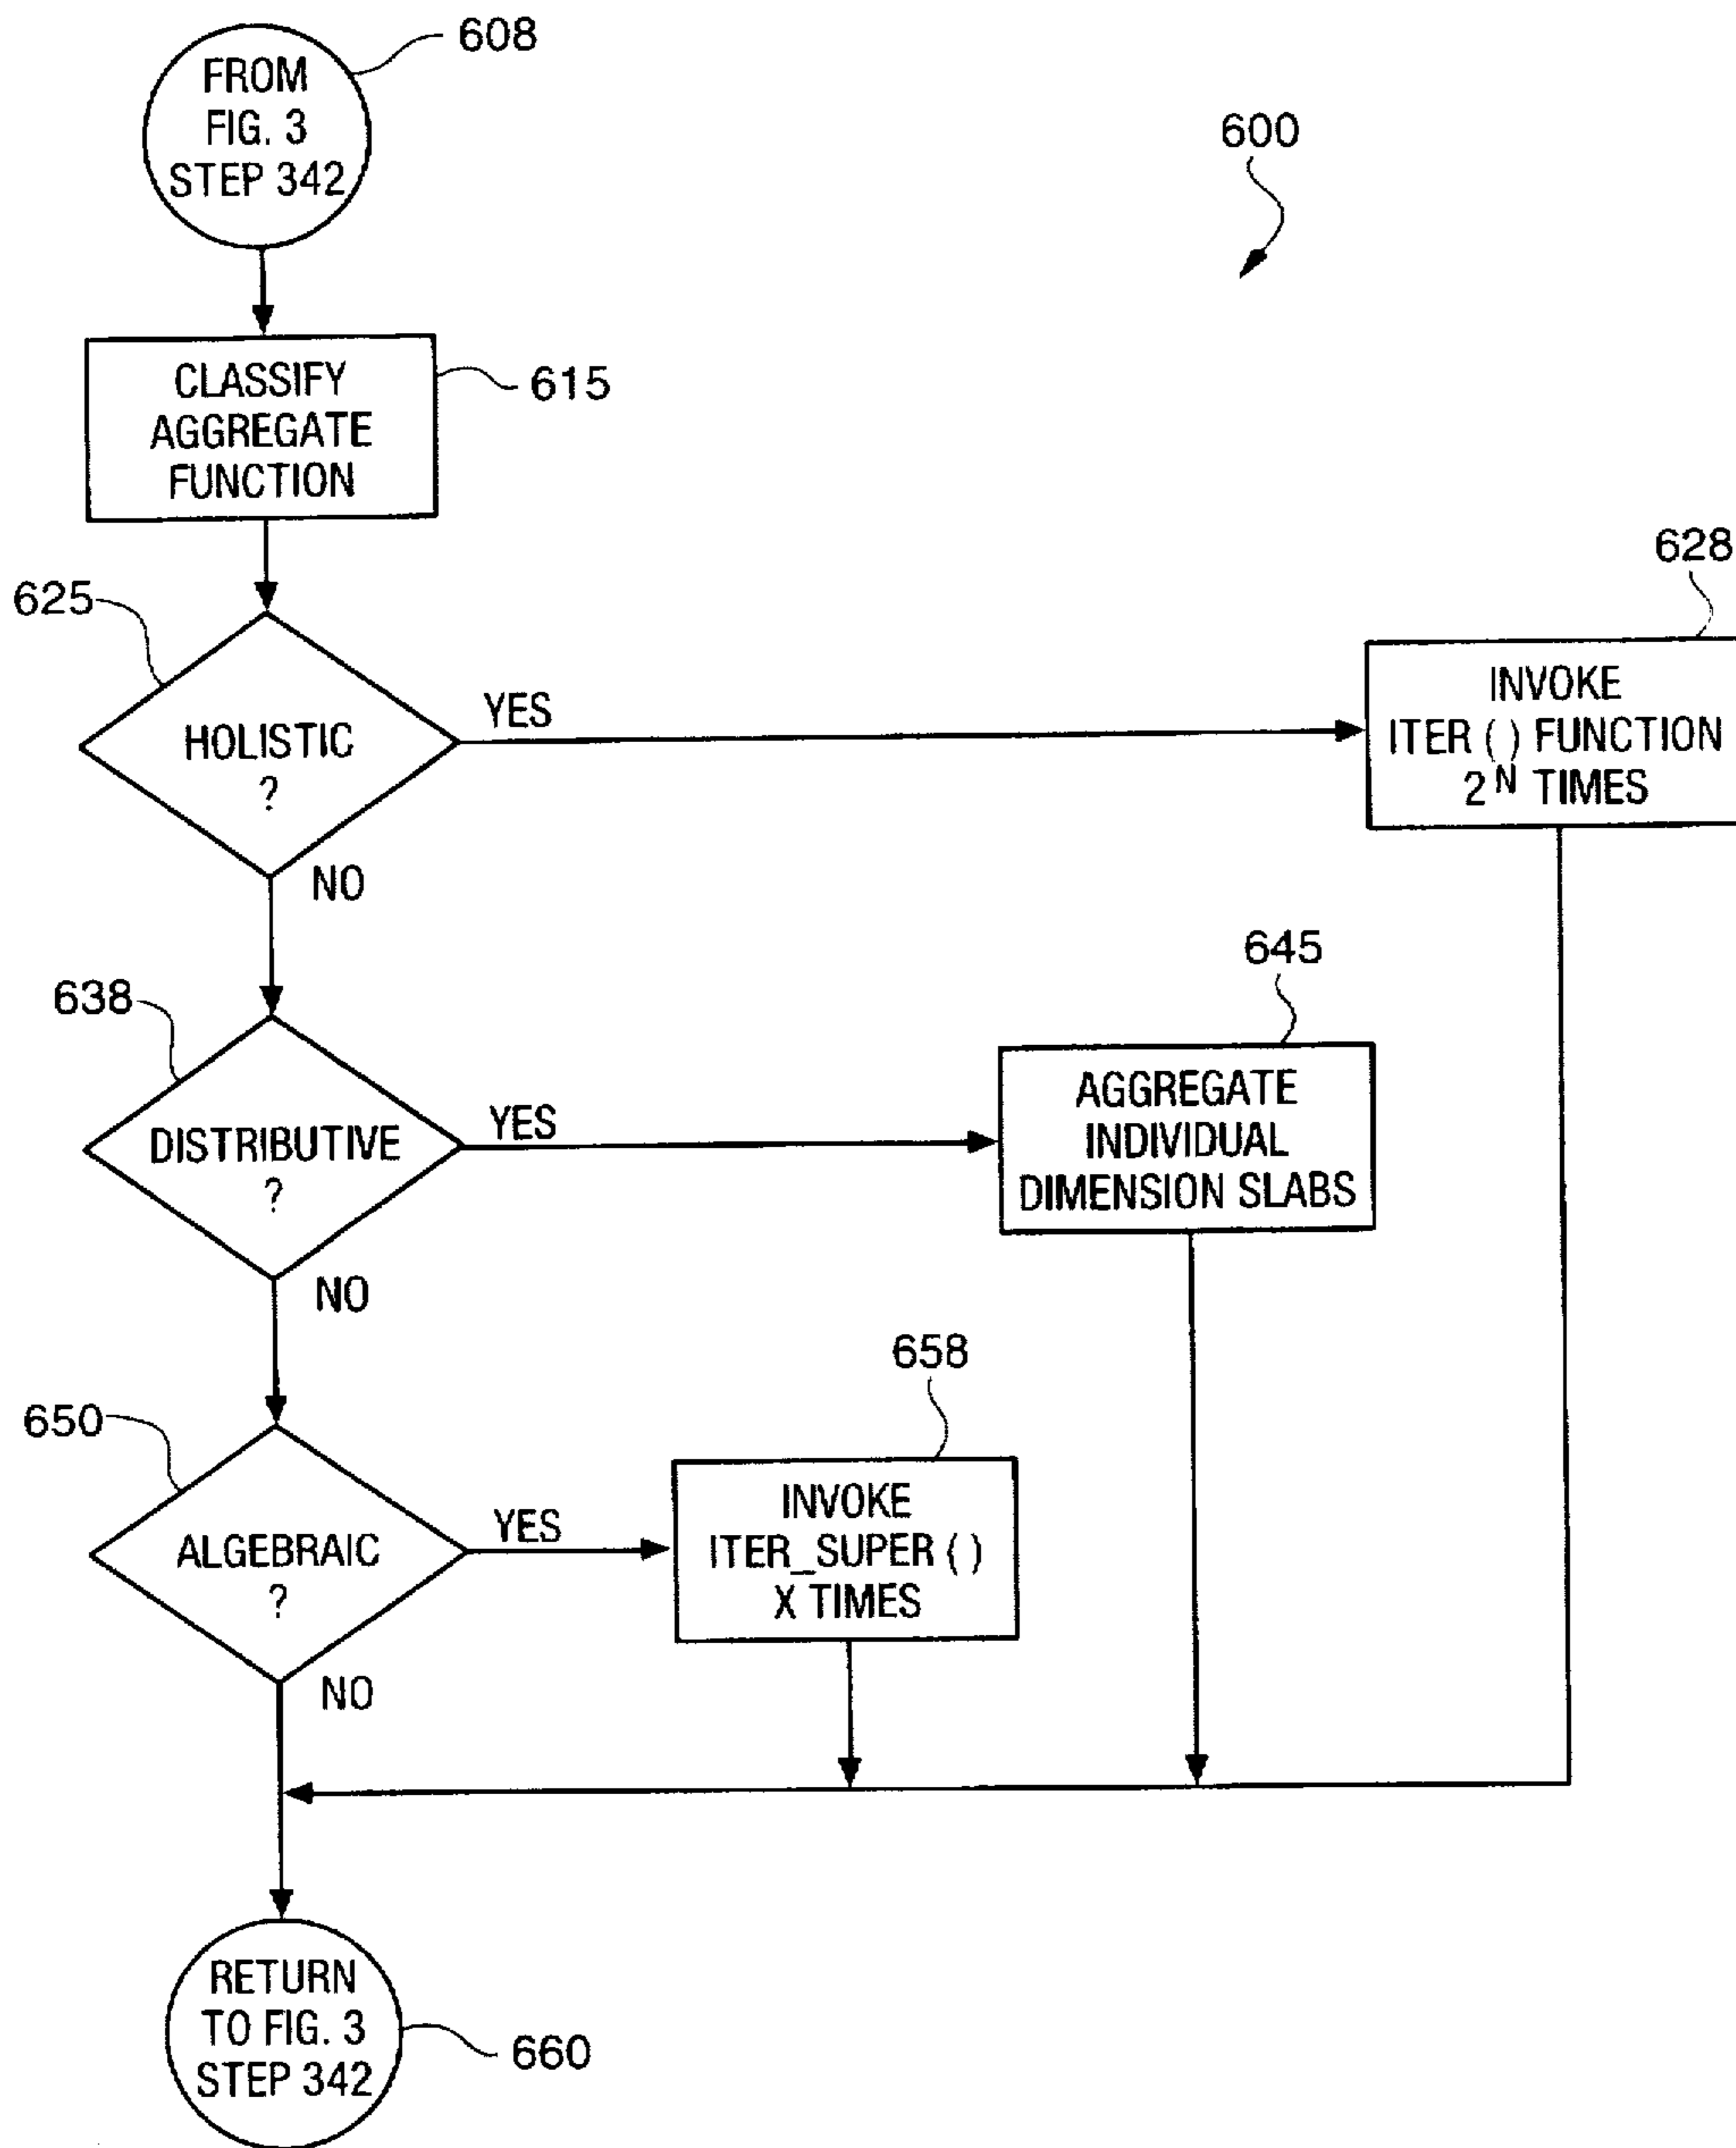 608
FROM
FIG. 3
STEP 342
600
CLASSIFY
AGGREGATE
FUNCTION
615
625
HOLISTIC
?
YES
NO
628
INVOKE
ITER ( ) FUNCTION
2^N TIMES
638
DISTRIBUTIVE
?
YES
NO
645
AGGREGATE
INDIVIDUAL
DIMENSION SLABS
650
ALGEBRAIC
?
YES
NO
658
INVOKE
ITER_SUPER ( )
X TIMES
RETURN
TO FIG. 3
STEP 342
660